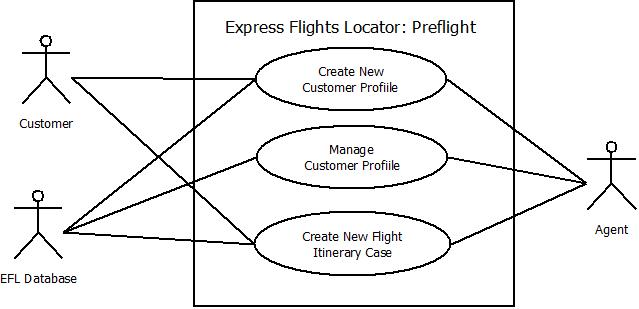 Express Flights Locator: Preflight
Create New
Customer Profiile
Customer
Manage
Customer Profiile
Agent
Create New Flight
Itinerary Case
EFL Database